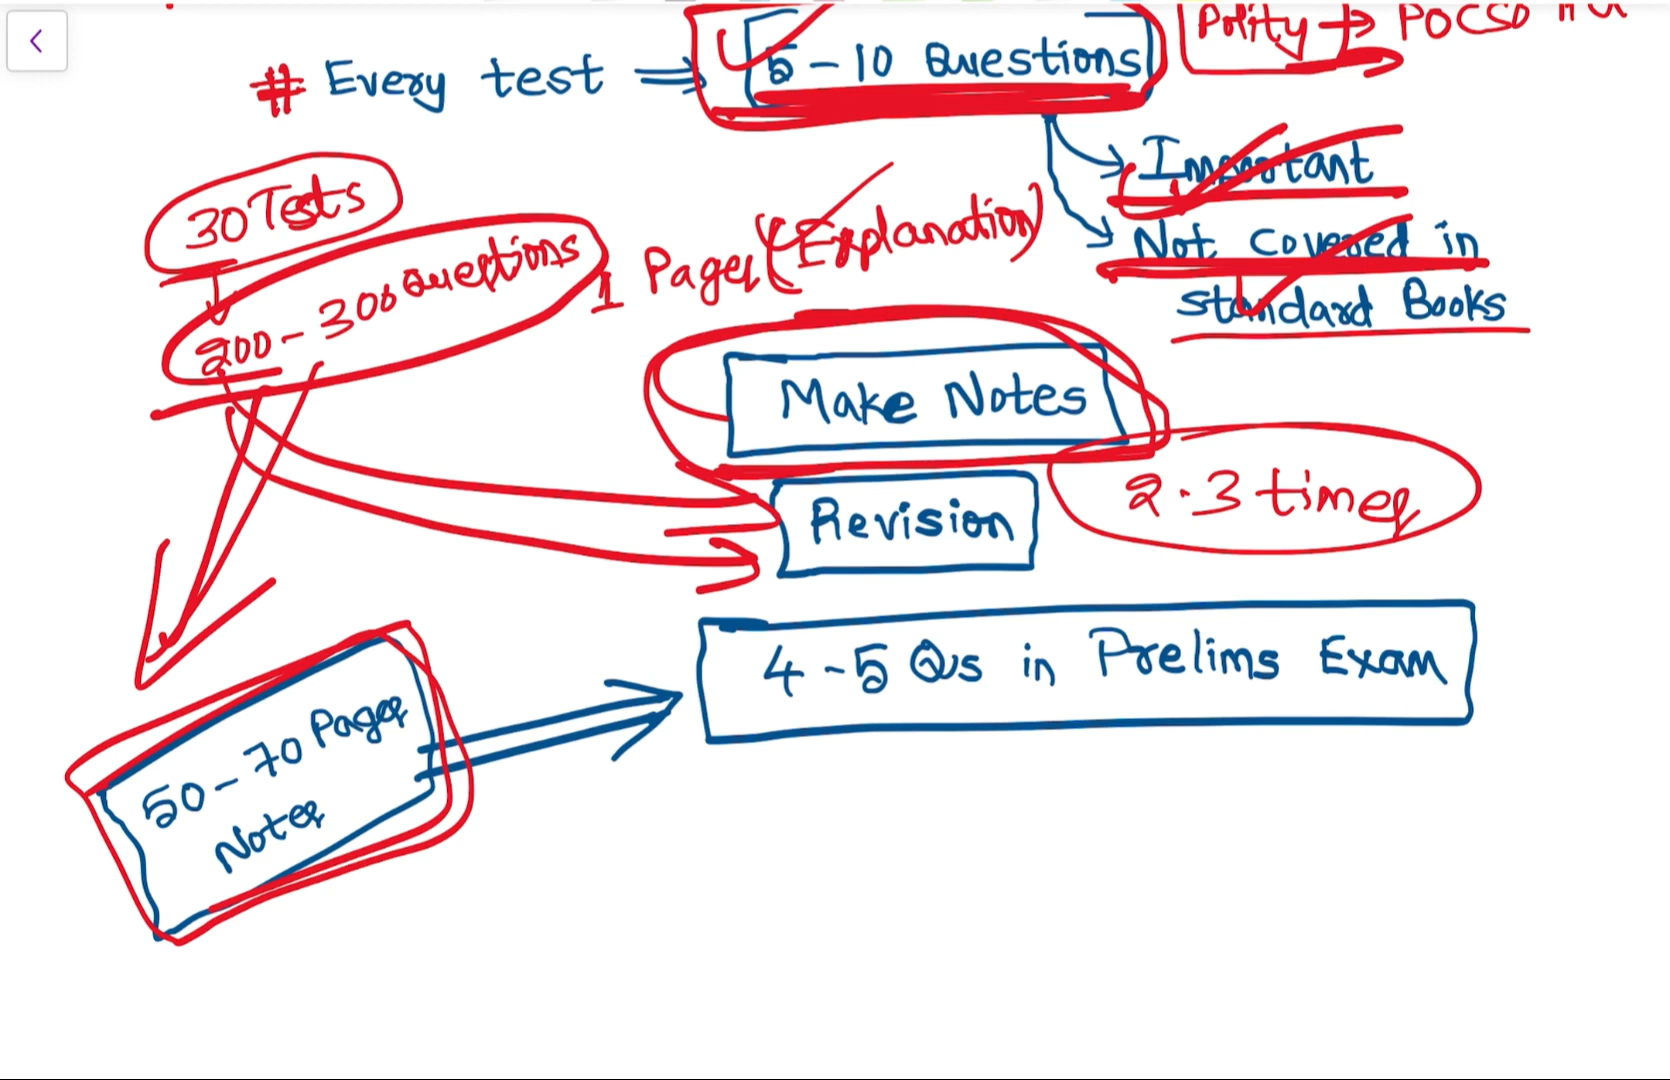 Polity → POCSO
# Every test ⇒ 5-10 Questions
Important
30 Tests
Not Covered in
Standard Books
1 Pager (Explanation)
200-300 Questions
Make Notes
2-3 times
Revision
4-5 Qs in Prelims Exam
50-70 Pages
Notes